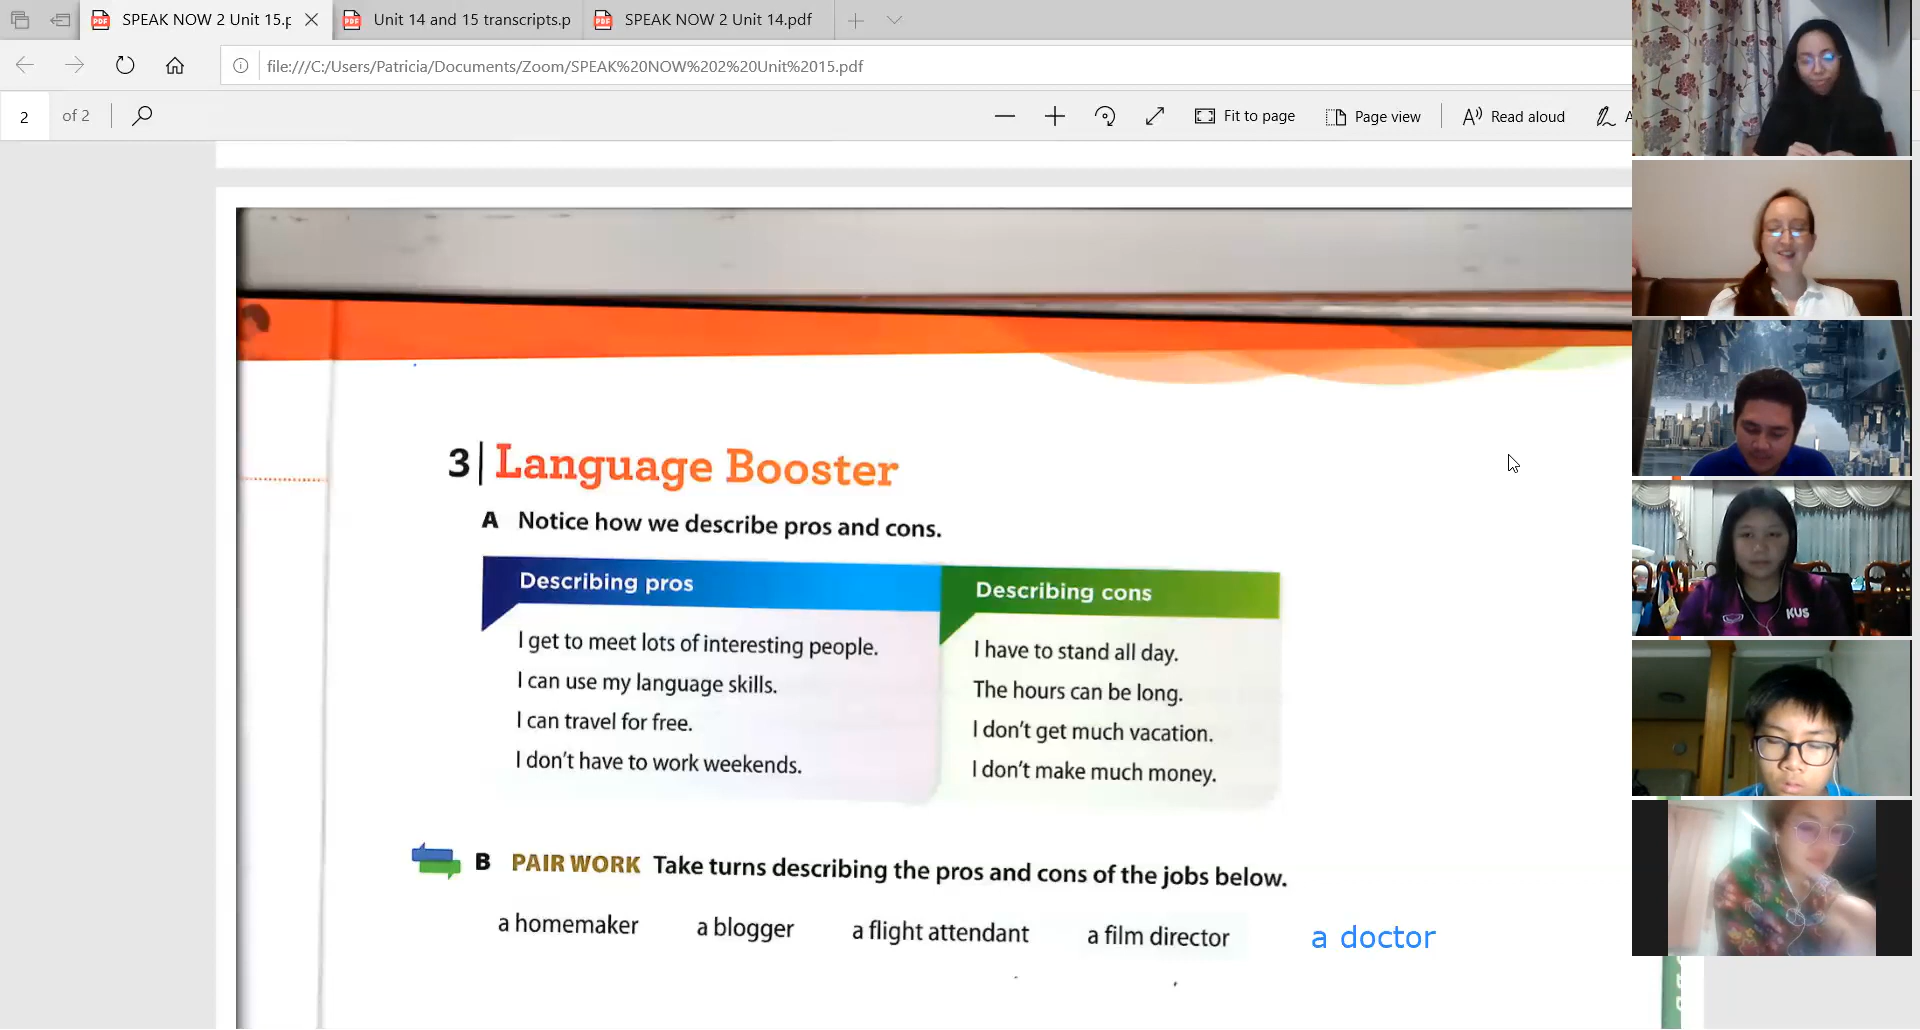 SPEAK NOW 2 Unit 15.p
Unit 14 and 15 transcripts.p
SPEAK NOW 2 Unit 14.pdf
file:///C:/Users/Patricia/Documents/Zoom/SPEAK%20NOW%202%20Unit%2015.pdf
2 of 2
Fit to page
Page view
Read aloud
3 Language Booster
A Notice how we describe pros and cons.
Describing pros
I get to meet lots of interesting people.
I can use my language skills.
I can travel for free.
I don't have to work weekends.
Describing cons
I have to stand all day.
The hours can be long.
I don't get much vacation.
I don't make much money.
B PAIR WORK Take turns describing the pros and cons of the jobs below.
a homemaker a blogger a flight attendant a film director a doctor
KUS